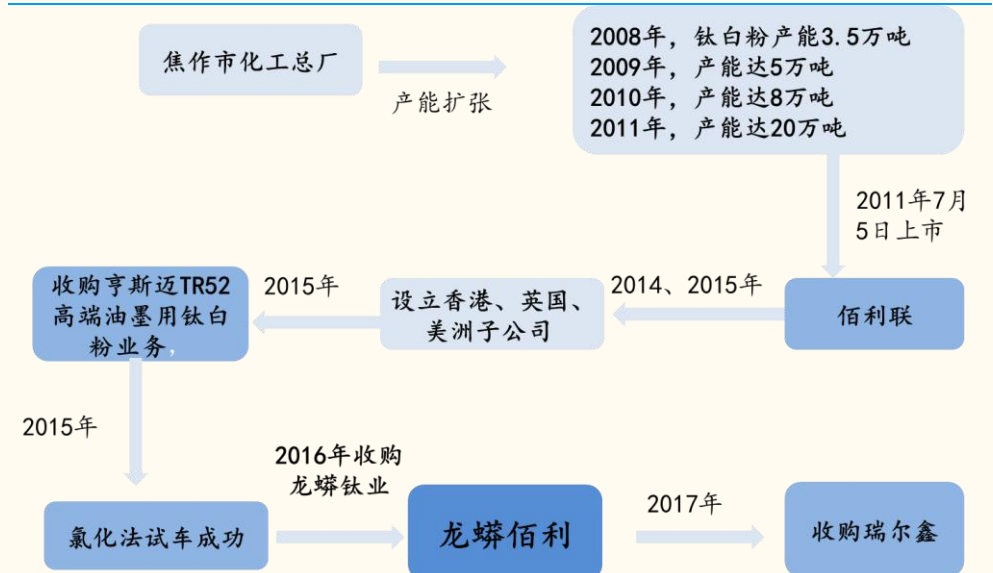 焦作市化工总厂
产能扩张
2008年，钛白粉产能3.5万吨
2009年，产能达5万吨
2010年，产能达8万吨
2011年，产能达20万吨
2011年7月
5日上市
佰利联
2014、2015年
设立香港、英国、
美洲子公司
2015年
收购亨斯迈TR52
高端油墨用钛白
粉业务，
2015年
氯化法试车成功
2016年收购
龙蟒钛业
龙蟒佰利
2017年
收购瑞尔鑫